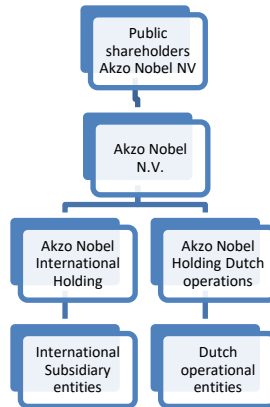 Public
shareholders
Akzo Nobel NV
Akzo Nobel
N.V.
Akzo Nobel
International
Holding
Akzo Nobel
Holding Dutch
operations
International
Subsidiary
entities
Dutch
operational
entities